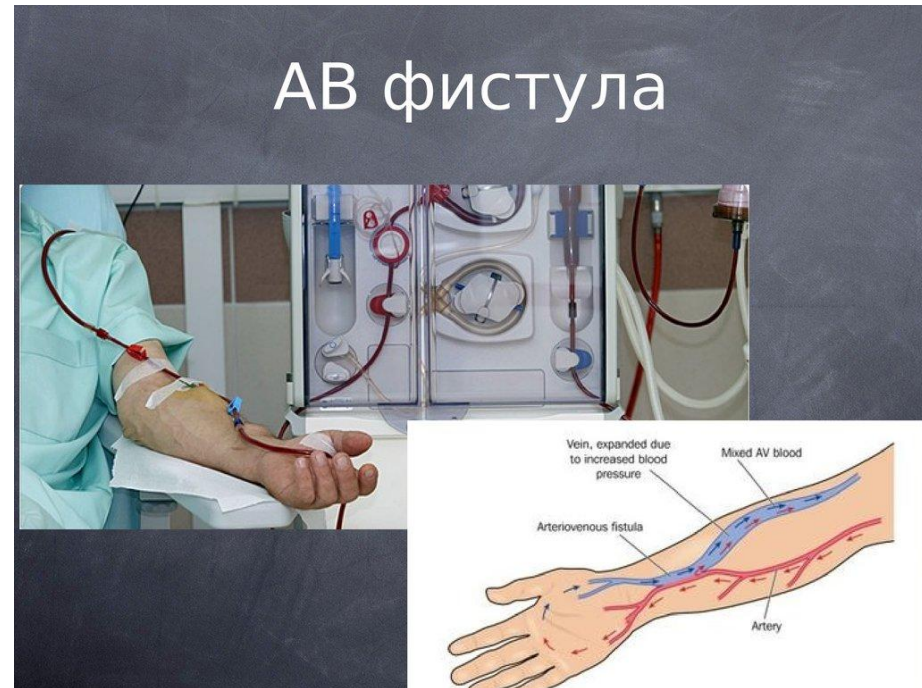 АВ фистула
Vein, expanded due
to increased blood
pressure
Mixed AV blood
Arteriovenous fistula
Artery